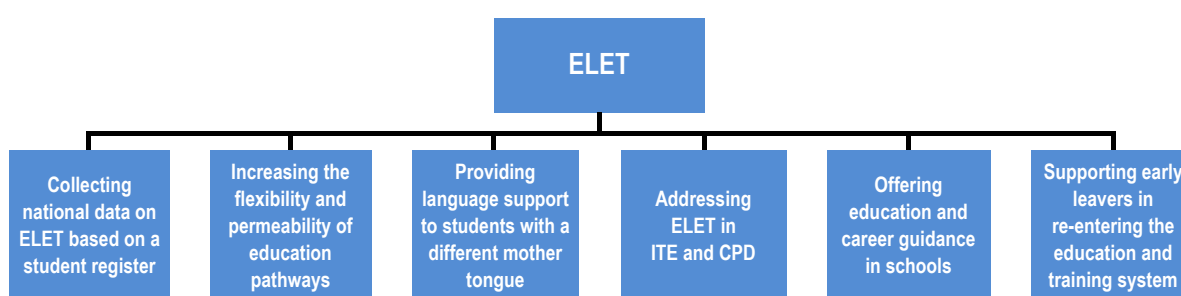 ELET
Collecting
national data on
ELET based on a
student register
Increasing the
flexibility and
permeability of
education
pathways
Providing
language support
to students with a
different mother
tongue
Addressing
ELET in
ITE and CPD
Offering
education and
career guidance
in schools
Supporting early
leavers in
re-entering the
education and
training system